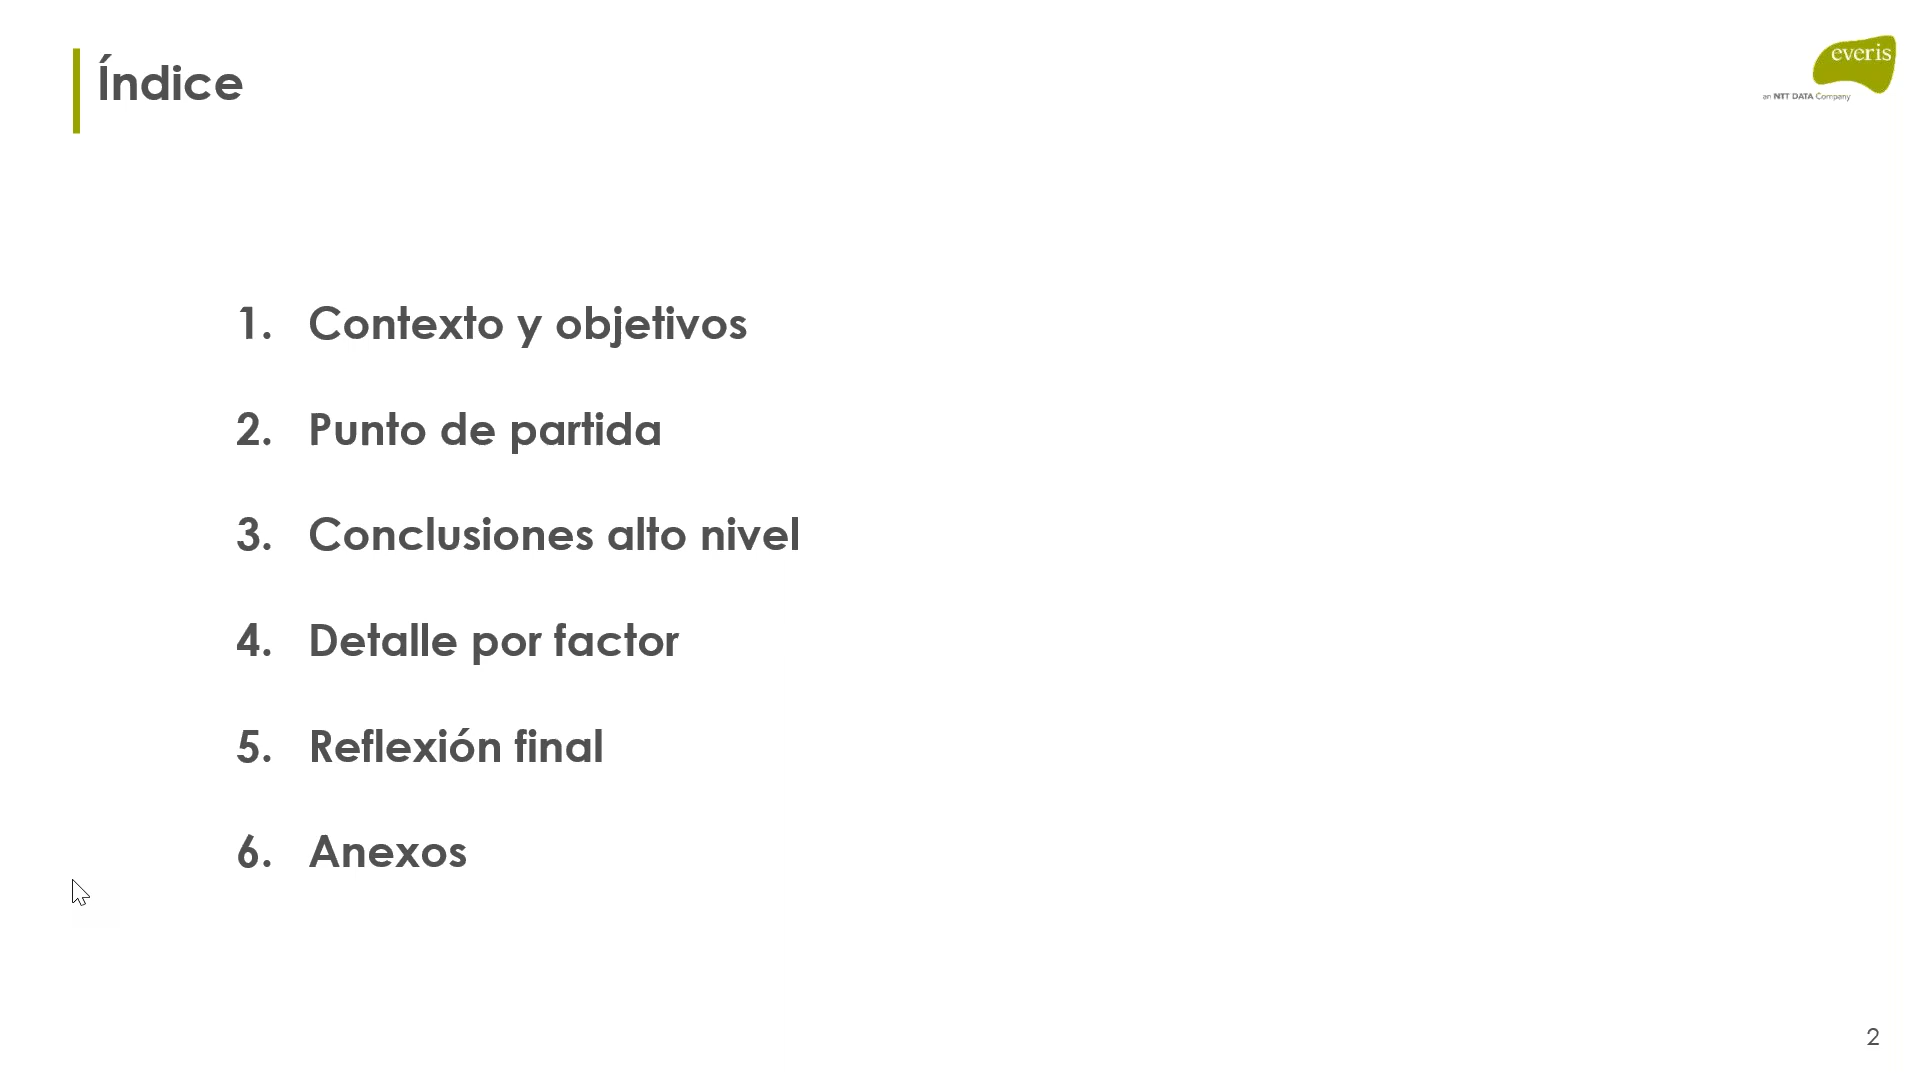 Índice
everis
an NTT DATA Company
1. Contexto y objetivos
2. Punto de partida
3. Conclusiones alto nivel
4. Detalle por factor
5. Reflexión final
6. Anexos
2